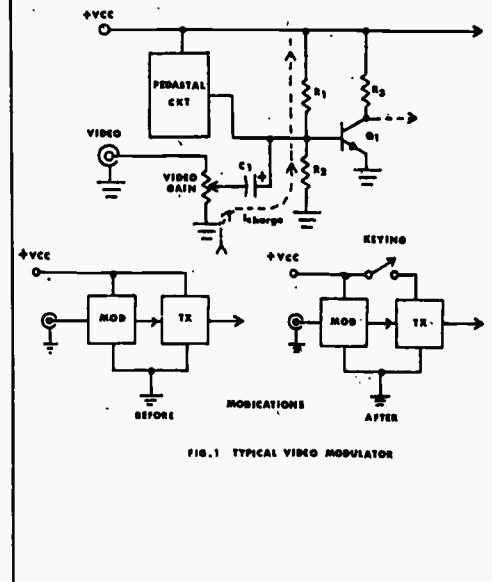 +VCC
PEDASTAL
CKT
R1
R3
Q1
VIDEO
VIDEO
GAIN
C1
+
R2
Icharge
KEYING
+VCC
+VCC
MOD
TX
MOD
TX
BEFORE
MODICATIONS
AFTER
FIG.1 TYPICAL VIDEO MODULATOR